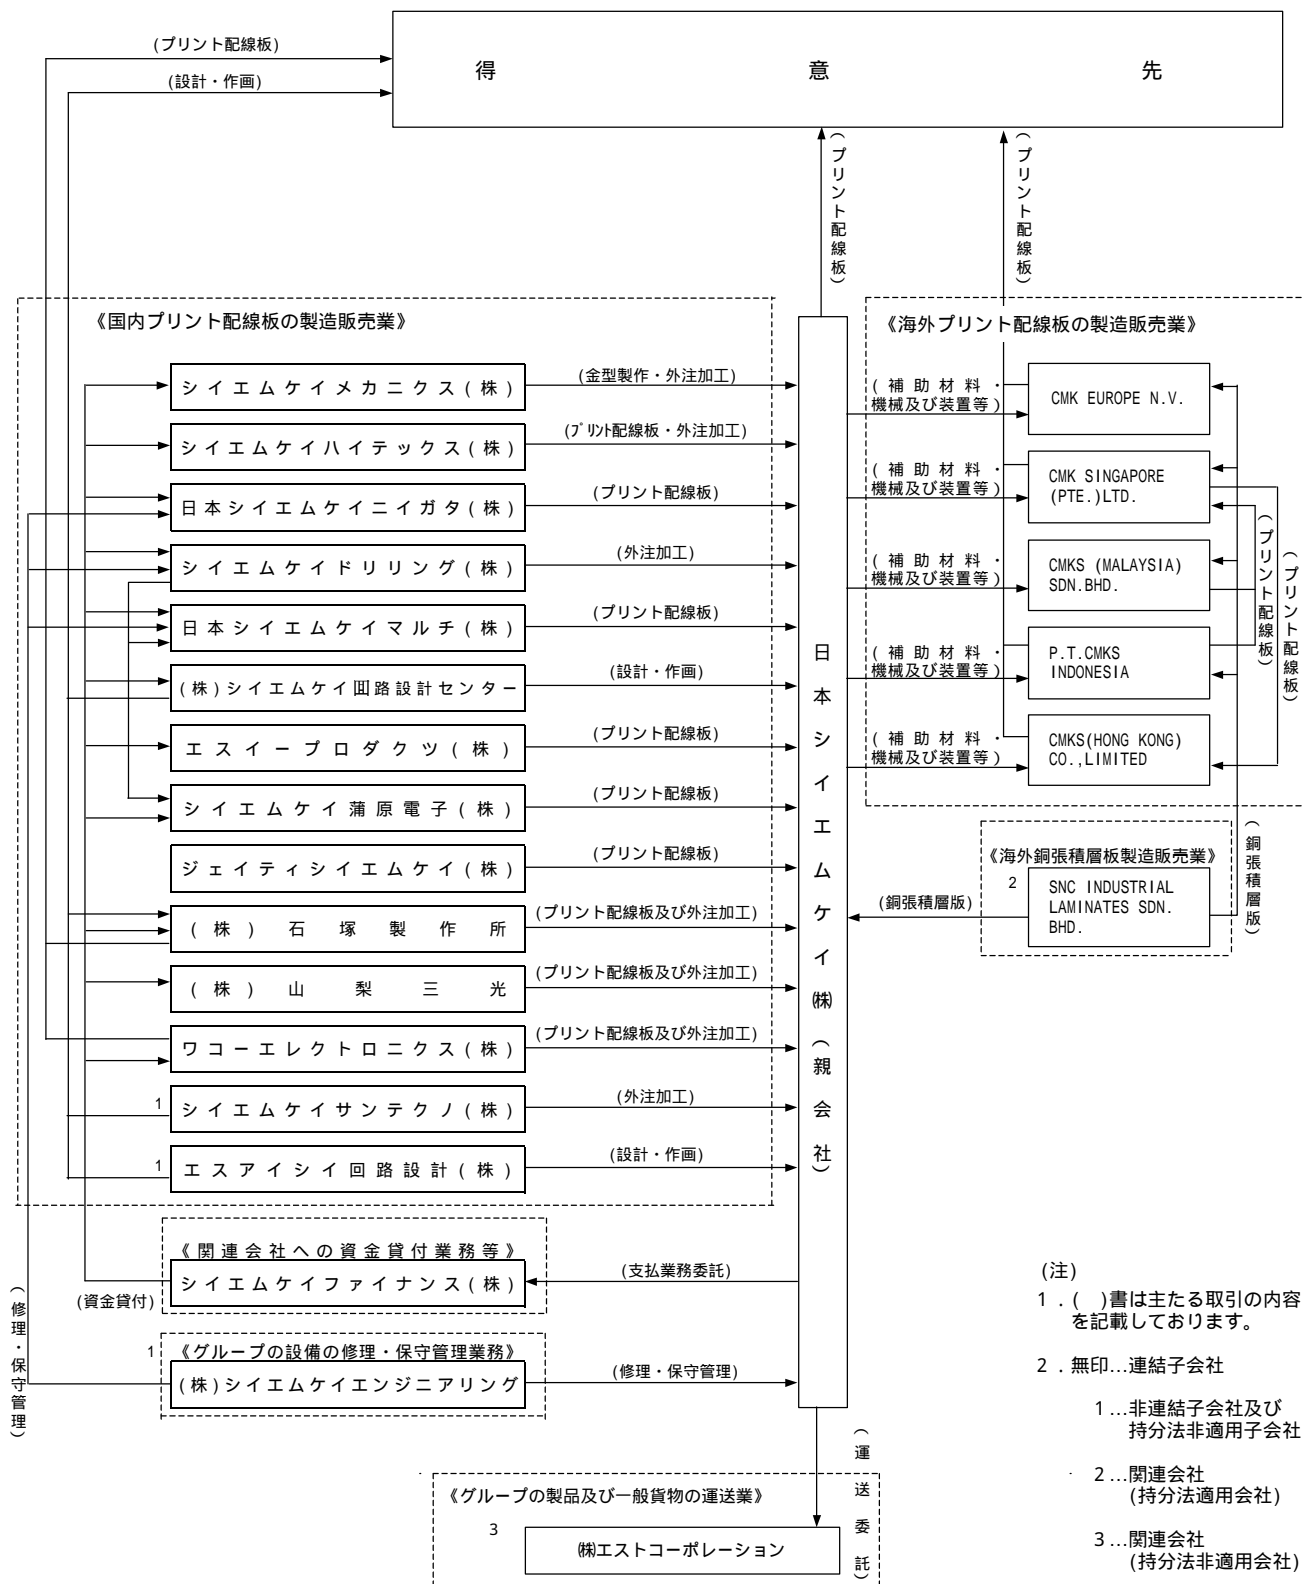 (プリント配線板)
(設計・作画)
得意先
(プリント配線板)
(プリント配線板)
《国内プリント配線板の製造販売業》
シイエムケイメカニクス(株)
(金型製作・外注加工)
シイエムケイハイテックス(株)
(プリント配線板・外注加工)
日本シイエムケイニイガタ(株)
(プリント配線板)
シイエムケイドリリング(株)
(外注加工)
日本シイエムケイマルチ(株)
(プリント配線板)
(株)シイエムケイ回路設計センター
(設計・作画)
エスイープロダクツ(株)
(プリント配線板)
シイエムケイ蒲原電子(株)
(プリント配線板)
ジェイティシイエムケイ(株)
(プリント配線板)
(株)石塚製作所
(プリント配線板及び外注加工)
(株)山梨三光
(プリント配線板及び外注加工)
ワコーエレクトロニクス(株)
(プリント配線板及び外注加工)
1
シイエムケイサンテクノ(株)
(外注加工)
1
エスアイシイ回路設計(株)
(設計・作画)
日本シイエムケイ㈱(親会社)
《海外プリント配線板の製造販売業》
(補助材料・
機械及び装置等)
CMK EUROPE N.V.
(補助材料・
機械及び装置等)
CMK SINGAPORE
(PTE.)LTD.
(補助材料・
機械及び装置等)
CMKS (MALAYSIA)
SDN.BHD.
(補助材料・
機械及び装置等)
P.T.CMKS
INDONESIA
(補助材料・
機械及び装置等)
CMKS(HONG KONG)
CO.,LIMITED
(プリント配線板)
(プリント配線板)
《海外銅張積層板製造販売業》
2
SNC INDUSTRIAL
LAMINATES SDN.
BHD.
(銅張積層版)
(銅張積層版)
《関連会社への資金貸付業務等》
シイエムケイファイナンス(株)
(支払業務委託)
(資金貸付)
(修理・保守管理)
1
《グループの設備の修理・保守管理業務》
(株)シイエムケイエンジニアリング
(修理・保守管理)
(運送委託)
《グループの製品及び一般貨物の運送業》
3
㈱エストコーポレーション
(注)
1.( )書は主たる取引の内容
を記載しております。
2.無印…連結子会社
1…非連結子会社及び
持分法非適用子会社
2…関連会社
(持分法適用会社)
3…関連会社
(持分法非適用会社)